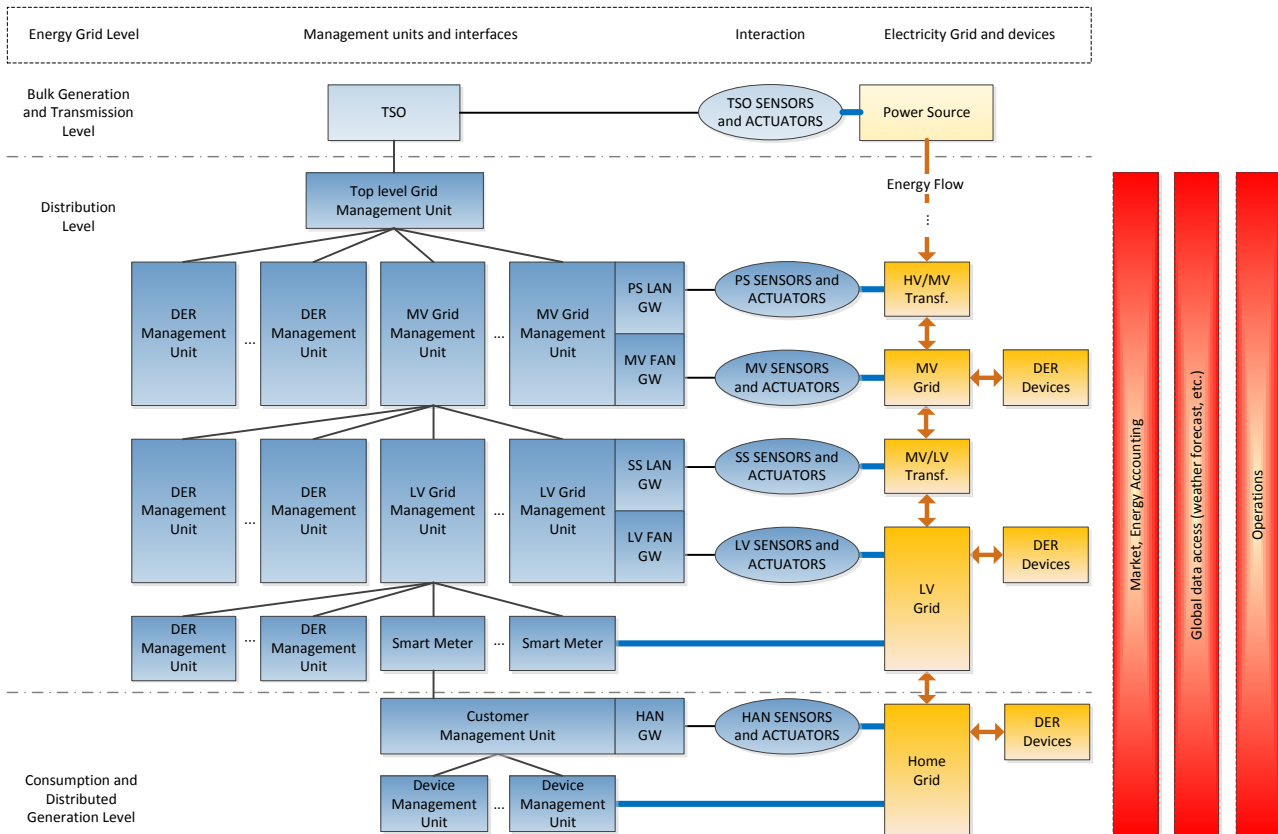 Energy Grid Level
Management units and interfaces
Interaction
Electricity Grid and devices
Bulk Generation
and Transmission
Level
TSO
TSO SENSORS
and ACTUATORS
Power Source
Energy Flow
...
Distribution
Level
Top level Grid
Management Unit
DER
Management
Unit
...
DER
Management
Unit
MV Grid
Management
Unit
...
MV Grid
Management
Unit
PS LAN
GW
MV FAN
GW
PS SENSORS and
ACTUATORS
HV/MV
Transf.
MV SENSORS
and ACTUATORS
MV
Grid
DER
Devices
DER
Management
Unit
...
DER
Management
Unit
LV Grid
Management
Unit
...
LV Grid
Management
Unit
SS LAN
GW
LV FAN
GW
SS SENSORS and
ACTUATORS
MV/LV
Transf.
LV SENSORS and
ACTUATORS
LV
Grid
DER
Devices
DER
Management
Unit
...
DER
Management
Unit
Smart Meter
...
Smart Meter
Customer
Management Unit
HAN
GW
HAN SENSORS
and ACTUATORS
Home
Grid
DER
Devices
Consumption and
Distributed
Generation Level
Device
Management
Unit
...
Device
Management
Unit
Market, Energy Accounting
Global data access (weather forecast, etc.)
Operations